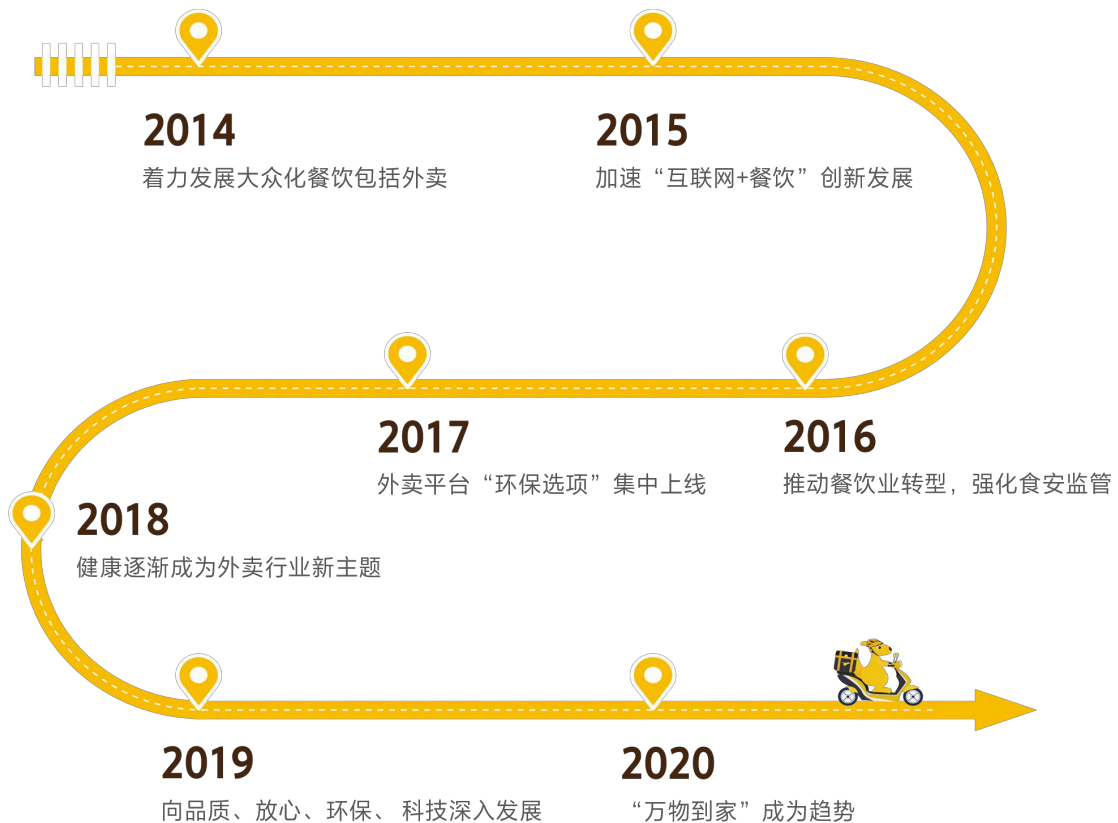 2014
着力发展大众化餐饮包括外卖
2015
加速“互联网+餐饮”创新发展
2016
推动餐饮业转型，强化食安监管
2017
外卖平台“环保选项”集中上线
2018
健康逐渐成为外卖行业新主题
2019
向品质、放心、环保、 科技深入发展
2020
“万物到家”成为趋势